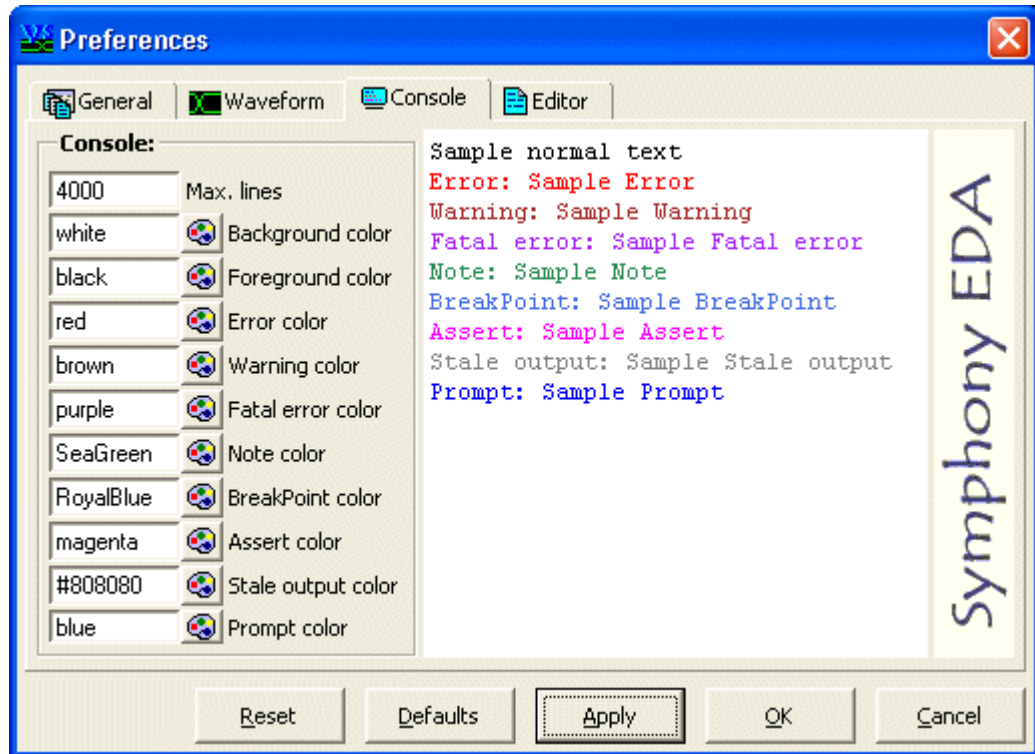 Preferences
General
Waveform
Console
Editor
Console:
4000 Max. lines
white Background color
black Foreground color
red Error color
brown Warning color
purple Fatal error color
SeaGreen Note color
RoyalBlue BreakPoint color
magenta Assert color
#808080 Stale output color
blue Prompt color
Sample normal text
Error: Sample Error
Warning: Sample Warning
Fatal error: Sample Fatal error
Note: Sample Note
BreakPoint: Sample BreakPoint
Assert: Sample Assert
Stale output: Sample Stale output
Prompt: Sample Prompt
Symphony EDA
Reset
Defaults
Apply
OK
Cancel